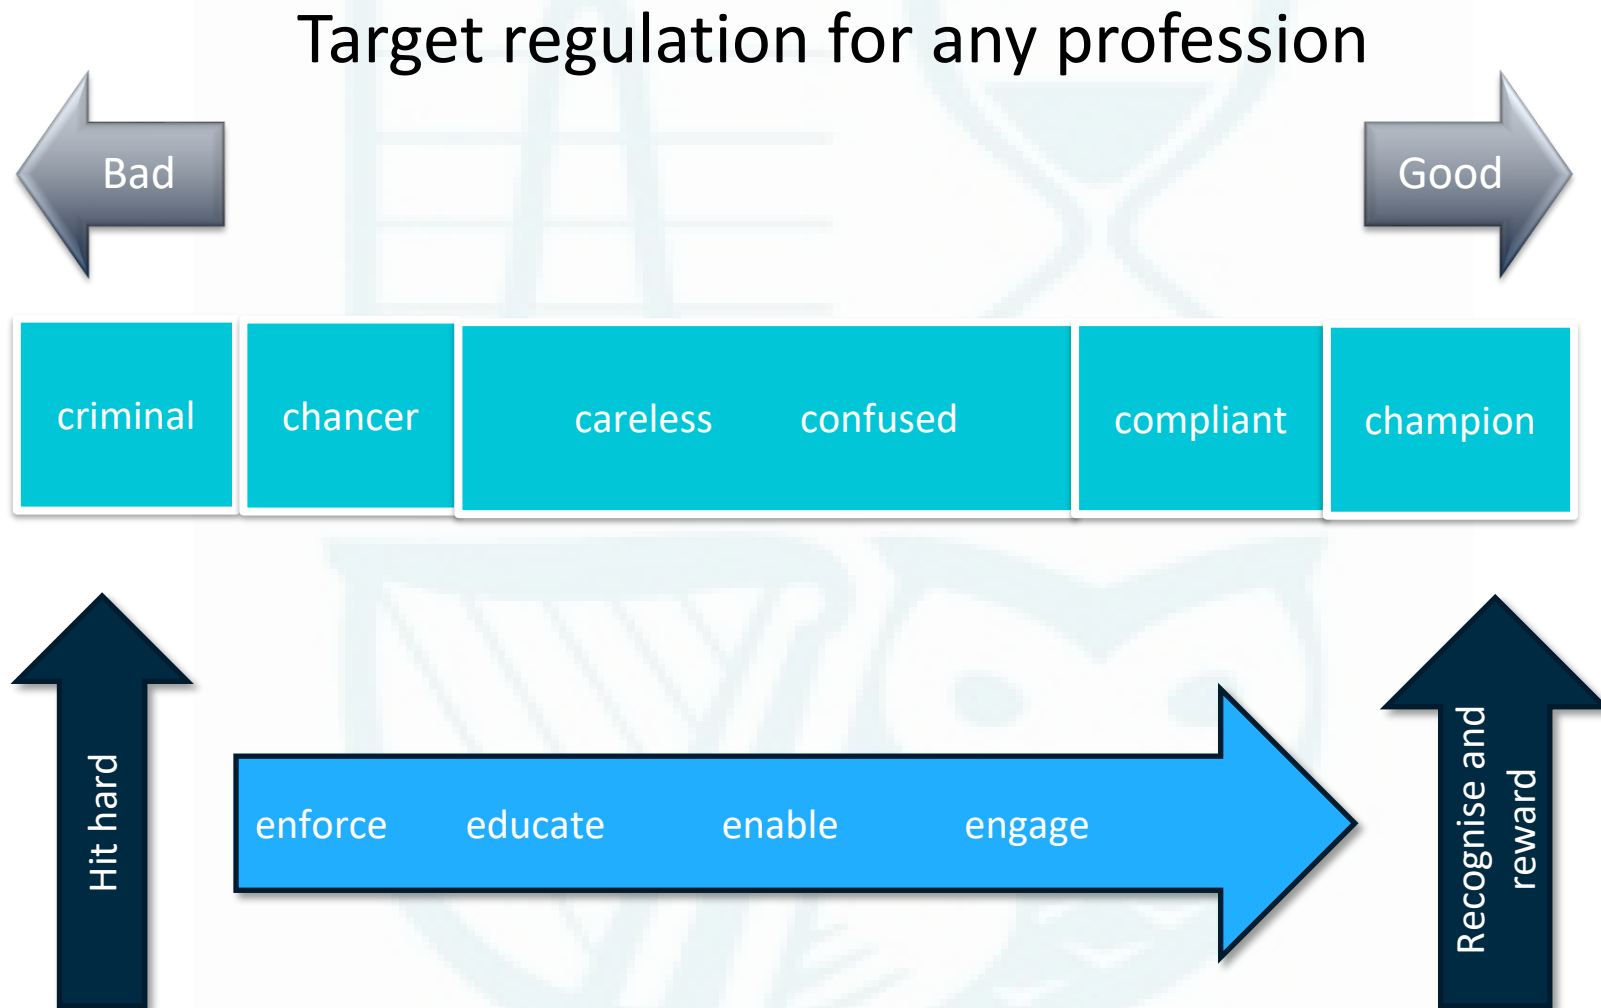 Target regulation for any profession
Bad
Good
criminal
chancer
careless confused
compliant
champion
Hit hard
enforce educate enable engage
Recognise and
reward